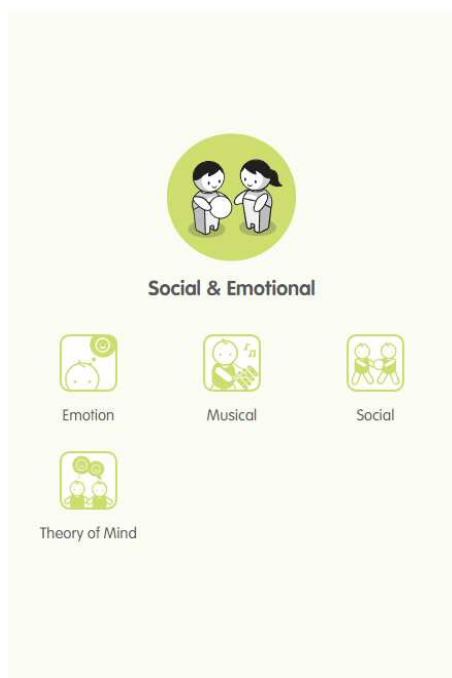 Social & Emotional
Emotion
Musical
Social
Theory of Mind